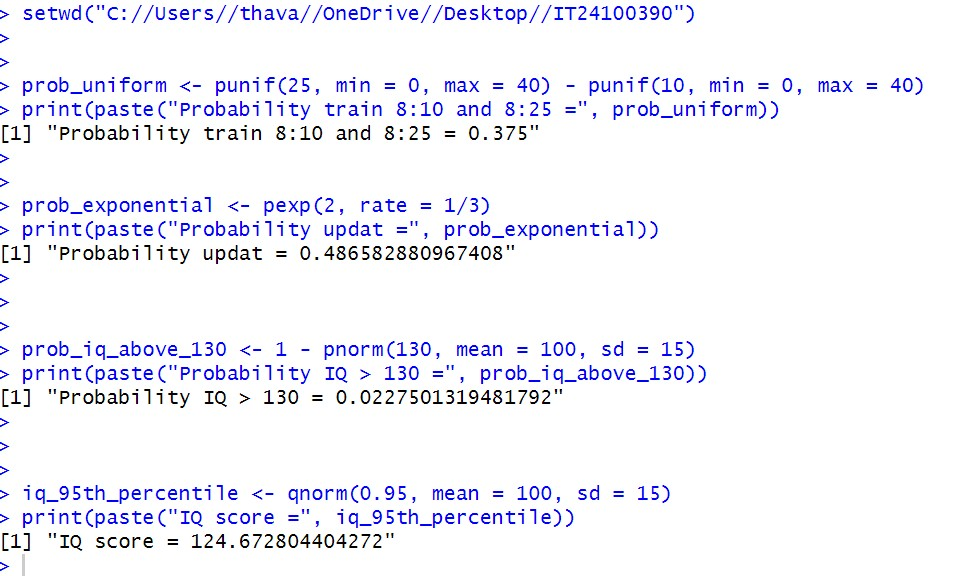 > setwd("C://Users//thava//OneDrive//Desktop//IT24100390")
>
>
> prob_uniform <- punif(25, min = 0, max = 40) - punif(10, min = 0, max = 40)
> print(paste("Probability train 8:10 and 8:25 =", prob_uniform))
[1] "Probability train 8:10 and 8:25 = 0.375"
>
>
> prob_exponential <- pexp(2, rate = 1/3)
> print(paste("Probability updat =", prob_exponential))
[1] "Probability updat = 0.486582880967408"
>
>
>
> prob_iq_above_130 <- 1 - pnorm(130, mean = 100, sd = 15)
> print(paste("Probability IQ > 130 =", prob_iq_above_130))
[1] "Probability IQ > 130 = 0.0227501319481792"
>
>
>
> iq_95th_percentile <- qnorm(0.95, mean = 100, sd = 15)
> print(paste("IQ score =", iq_95th_percentile))
[1] "IQ score = 124.672804404272"
>